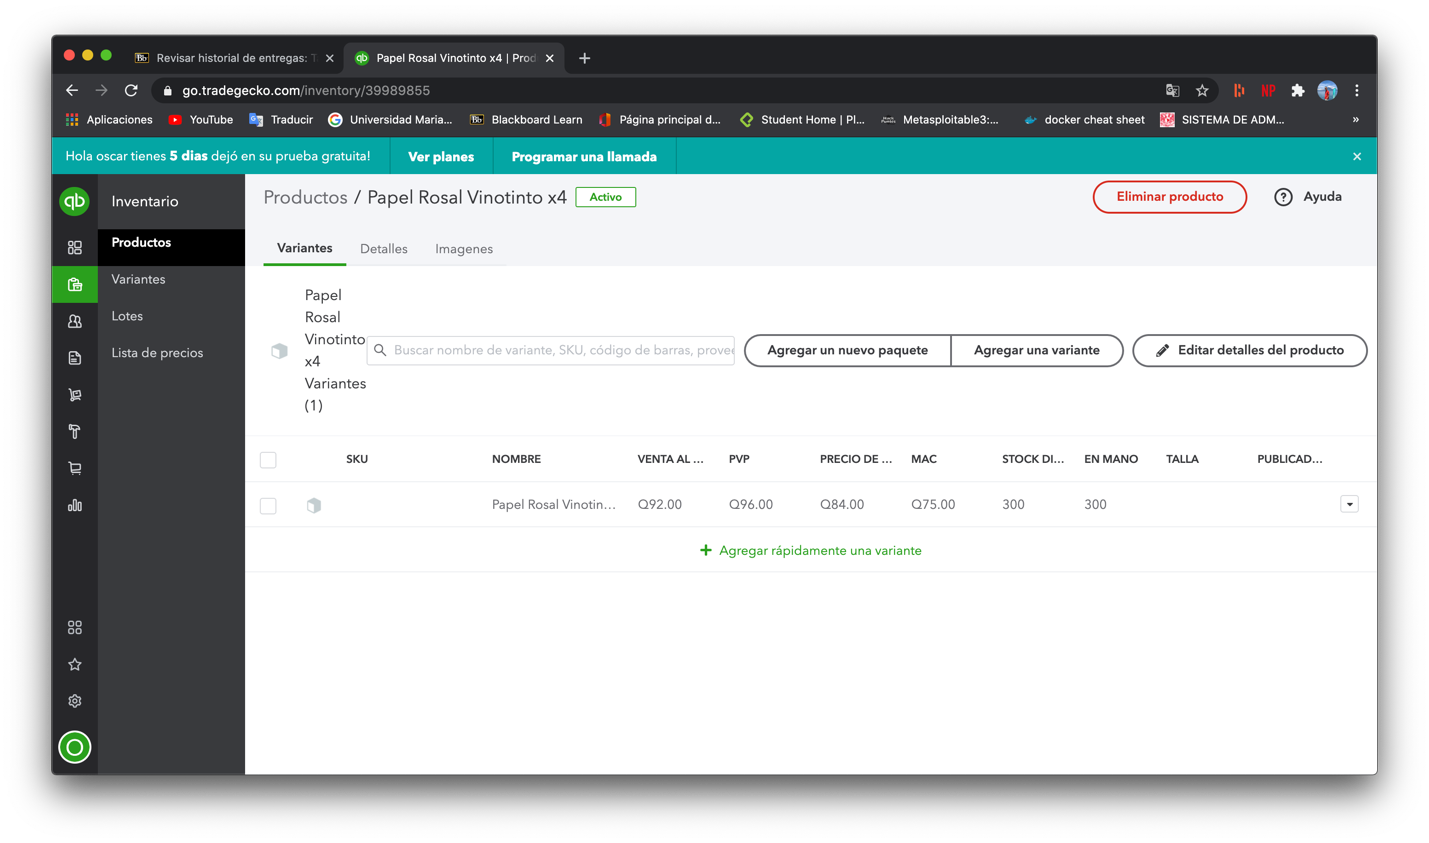 Revisar historial de entregas: T
Papel Rosal Vinotinto x4 | Prod
go.tradegecko.com/inventory/39989855
NP
Aplicaciones
YouTube
Traducir
Universidad Maria...
Blackboard Learn
Página principal d...
Student Home | Pl...
Metasploitable3:...
docker cheat sheet
SISTEMA DE ADM...
»
Hola oscar tienes 5 dias dejó en su prueba gratuita!
Ver planes
Programar una llamada
qb
Inventario
Productos
Variantes
Lotes
Lista de precios
Productos / Papel Rosal Vinotinto x4
Activo
Eliminar producto
Ayuda
Variantes
Detalles
Imagenes
Papel
Rosal
Vinotinto
x4
Variantes
(1)
Buscar nombre de variante, SKU, código de barras, provee
Agregar un nuevo paquete
Agregar una variante
Editar detalles del producto
SKU NOMBRE VENTA AL ... PVP PRECIO DE ... MAC STOCK DI... EN MANO TALLA PUBLICAD...
Papel Rosal Vinotin... Q92.00 Q96.00 Q84.00 Q75.00 300 300
+ Agregar rápidamente una variante
O